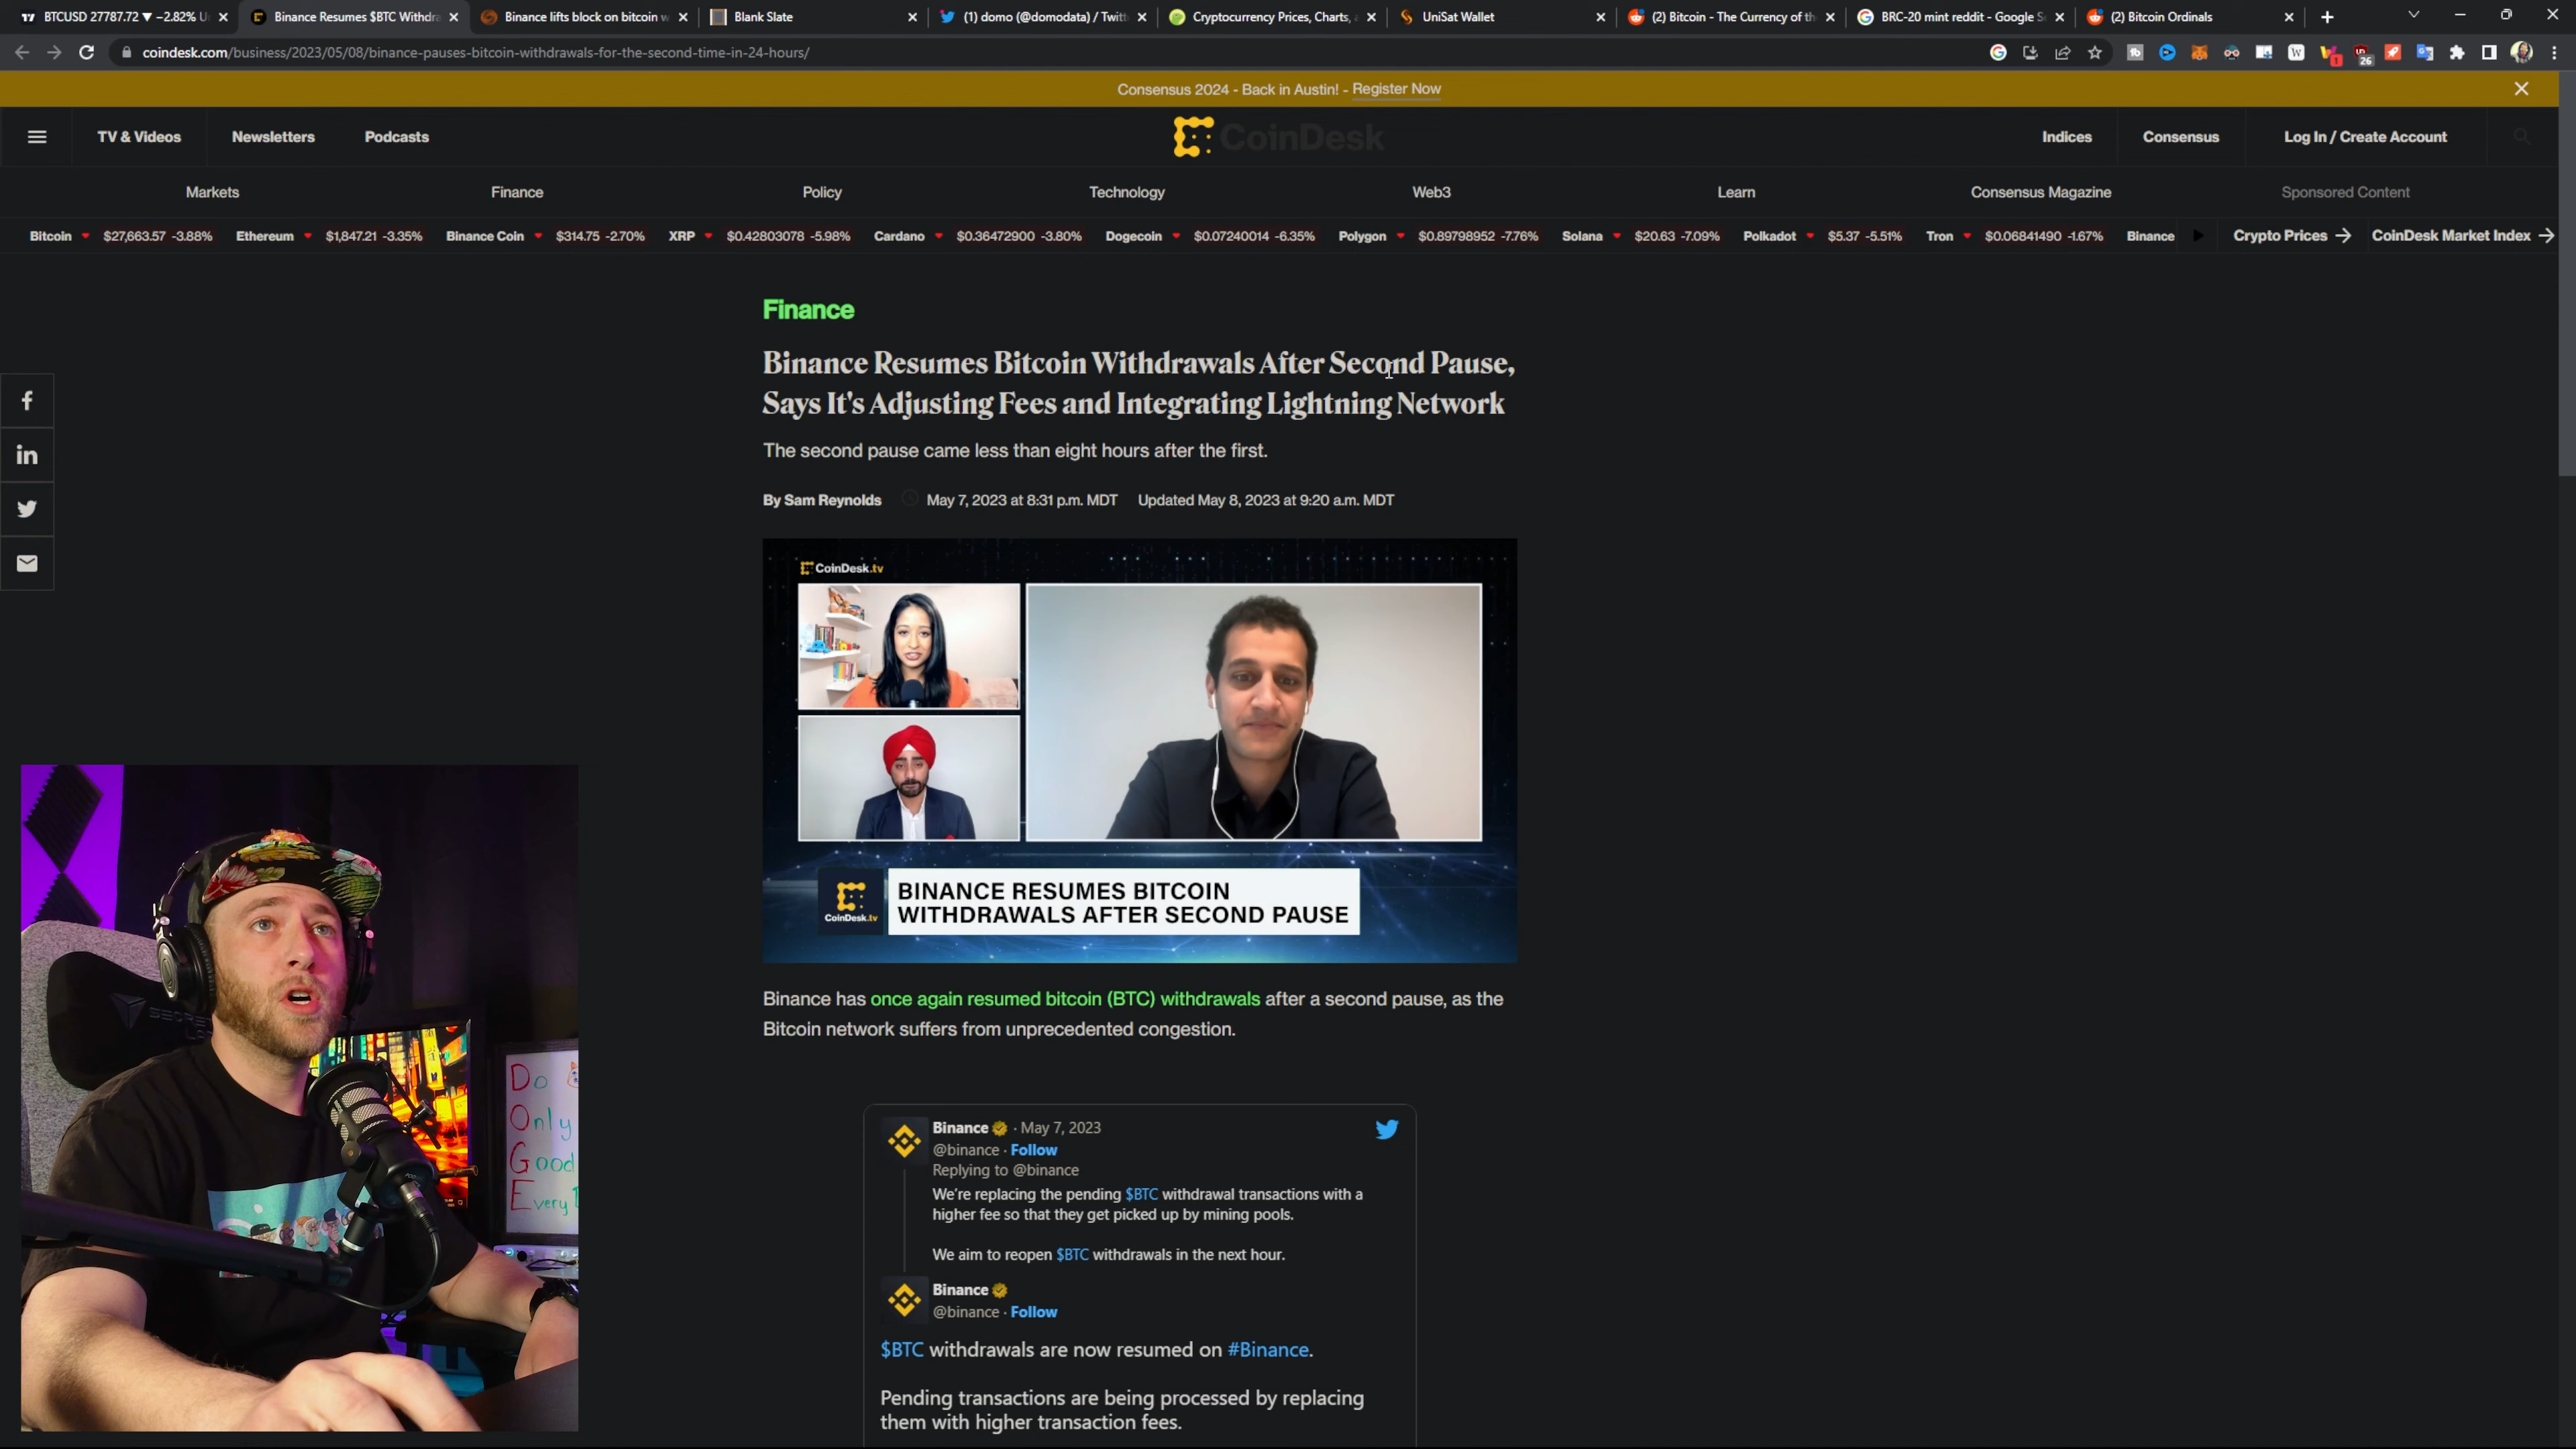 BTCUSD 27787.72 ▼ −2.82% U
Binance Resumes $BTC Withdra
Binance lifts block on bitcoin w
Blank Slate
(1) domo (@domodata) / Twitt
Cryptocurrency Prices, Charts, a
UniSat Wallet
(2) Bitcoin - The Currency of th
BRC-20 mint reddit - Google S
(2) Bitcoin Ordinals
coindesk.com/business/2023/05/08/binance-pauses-bitcoin-withdrawals-for-the-second-time-in-24-hours/
Consensus 2024 - Back in Austin! - Register Now
TV & Videos
Newsletters
Podcasts
CoinDesk
Indices
Consensus
Log In / Create Account
Markets
Finance
Policy
Technology
Web3
Learn
Consensus Magazine
Sponsored Content
Bitcoin $27,663.57 -3.88% Ethereum $1,847.21 -3.35% Binance Coin $314.75 -2.70% XRP $0.42803078 -5.98% Cardano $0.36472900 -3.80% Dogecoin $0.07240014 -6.35% Polygon $0.89798952 -7.76% Solana $20.63 -7.09% Polkadot $5.37 -5.51% Tron $0.06841490 -1.67% Binance
Crypto Prices
CoinDesk Market Index
Finance
Binance Resumes Bitcoin Withdrawals After Second Pause,
Says It's Adjusting Fees and Integrating Lightning Network
The second pause came less than eight hours after the first.
By Sam Reynolds May 7, 2023 at 8:31 p.m. MDT Updated May 8, 2023 at 9:20 a.m. MDT
CoinDesk.tv
CoinDesk.tv
BINANCE RESUMES BITCOIN
WITHDRAWALS AFTER SECOND PAUSE
Binance has once again resumed bitcoin (BTC) withdrawals after a second pause, as the
Bitcoin network suffers from unprecedented congestion.
Binance · May 7, 2023
@binance · Follow
Replying to @binance
We're replacing the pending $BTC withdrawal transactions with a
higher fee so that they get picked up by mining pools.
We aim to reopen $BTC withdrawals in the next hour.
Binance
@binance · Follow
$BTC withdrawals are now resumed on #Binance.
Pending transactions are being processed by replacing
them with higher transaction fees.
Do
Only
Good
Every